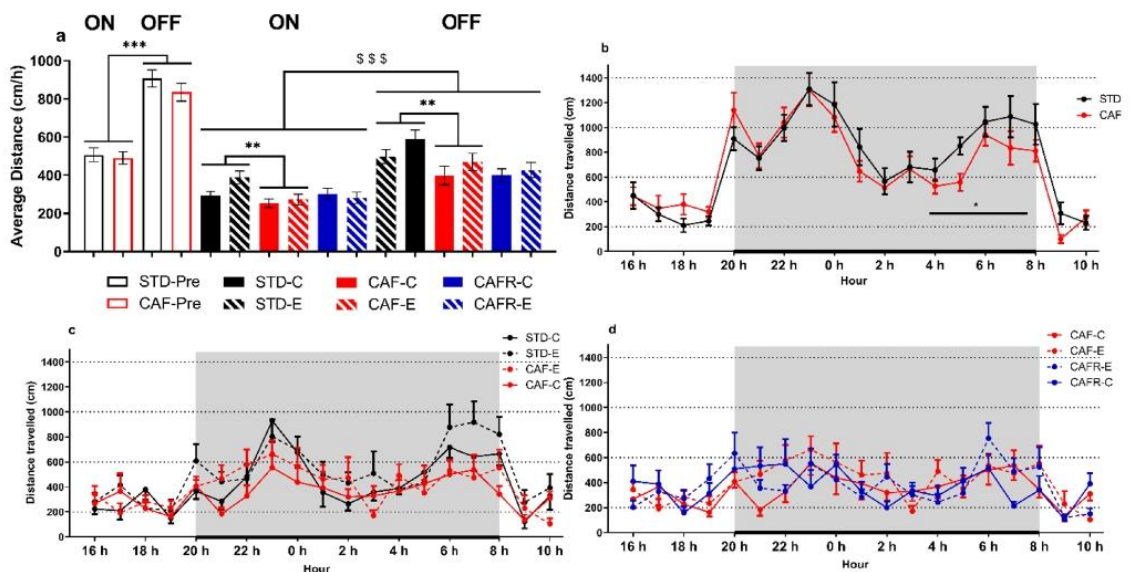 ON OFF ON OFF
a
***
$ $ $
**
**
Average Distance (cm/h)
1000
800
600
400
200
0
STD-Pre STD-C CAF-C CAFR-C
CAF-Pre STD-E CAF-E CAFR-E
b
Distance travelled (cm)
1400
1200
1000
800
600
400
200
0
STD
CAF
*
16 h 18 h 20 h 22 h 0 h 2 h 4 h 6 h 8 h 10 h
Hour
c
Distance travelled (cm)
1400
1200
1000
800
600
400
200
0
STD-C
STD-E
CAF-E
CAF-C
16 h 18 h 20 h 22 h 0 h 2 h 4 h 6 h 8 h 10 h
Hour
d
Distance travelled (cm)
1400
1200
1000
800
600
400
200
0
CAF-C
CAF-E
CAFR-E
CAFR-C
16 h 18 h 20 h 22 h 0 h 2 h 4 h 6 h 8 h 10 h
Hour